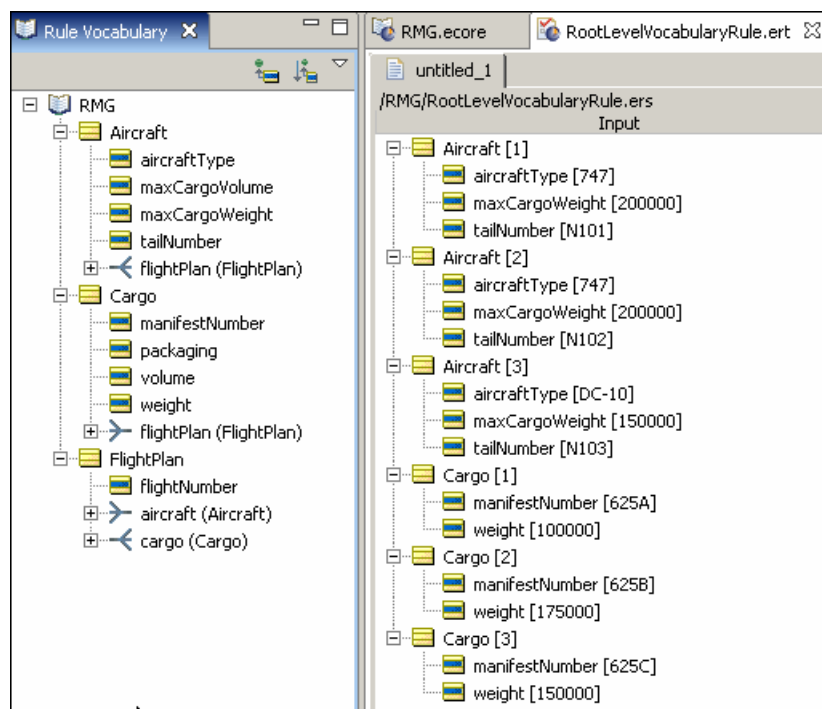 Rule Vocabulary
RMG
Aircraft
aircraftType
maxCargoVolume
maxCargoWeight
tailNumber
flightPlan (FlightPlan)
Cargo
manifestNumber
packaging
volume
weight
flightPlan (FlightPlan)
FlightPlan
flightNumber
aircraft (Aircraft)
cargo (Cargo)
RMG.ecore
RootLevelVocabularyRule.ert
untitled_1
/RMG/RootLevelVocabularyRule.ers
Input
Aircraft [1]
aircraftType [747]
maxCargoWeight [200000]
tailNumber [N101]
Aircraft [2]
aircraftType [747]
maxCargoWeight [200000]
tailNumber [N102]
Aircraft [3]
aircraftType [DC-10]
maxCargoWeight [150000]
tailNumber [N103]
Cargo [1]
manifestNumber [625A]
weight [100000]
Cargo [2]
manifestNumber [625B]
weight [175000]
Cargo [3]
manifestNumber [625C]
weight [150000]